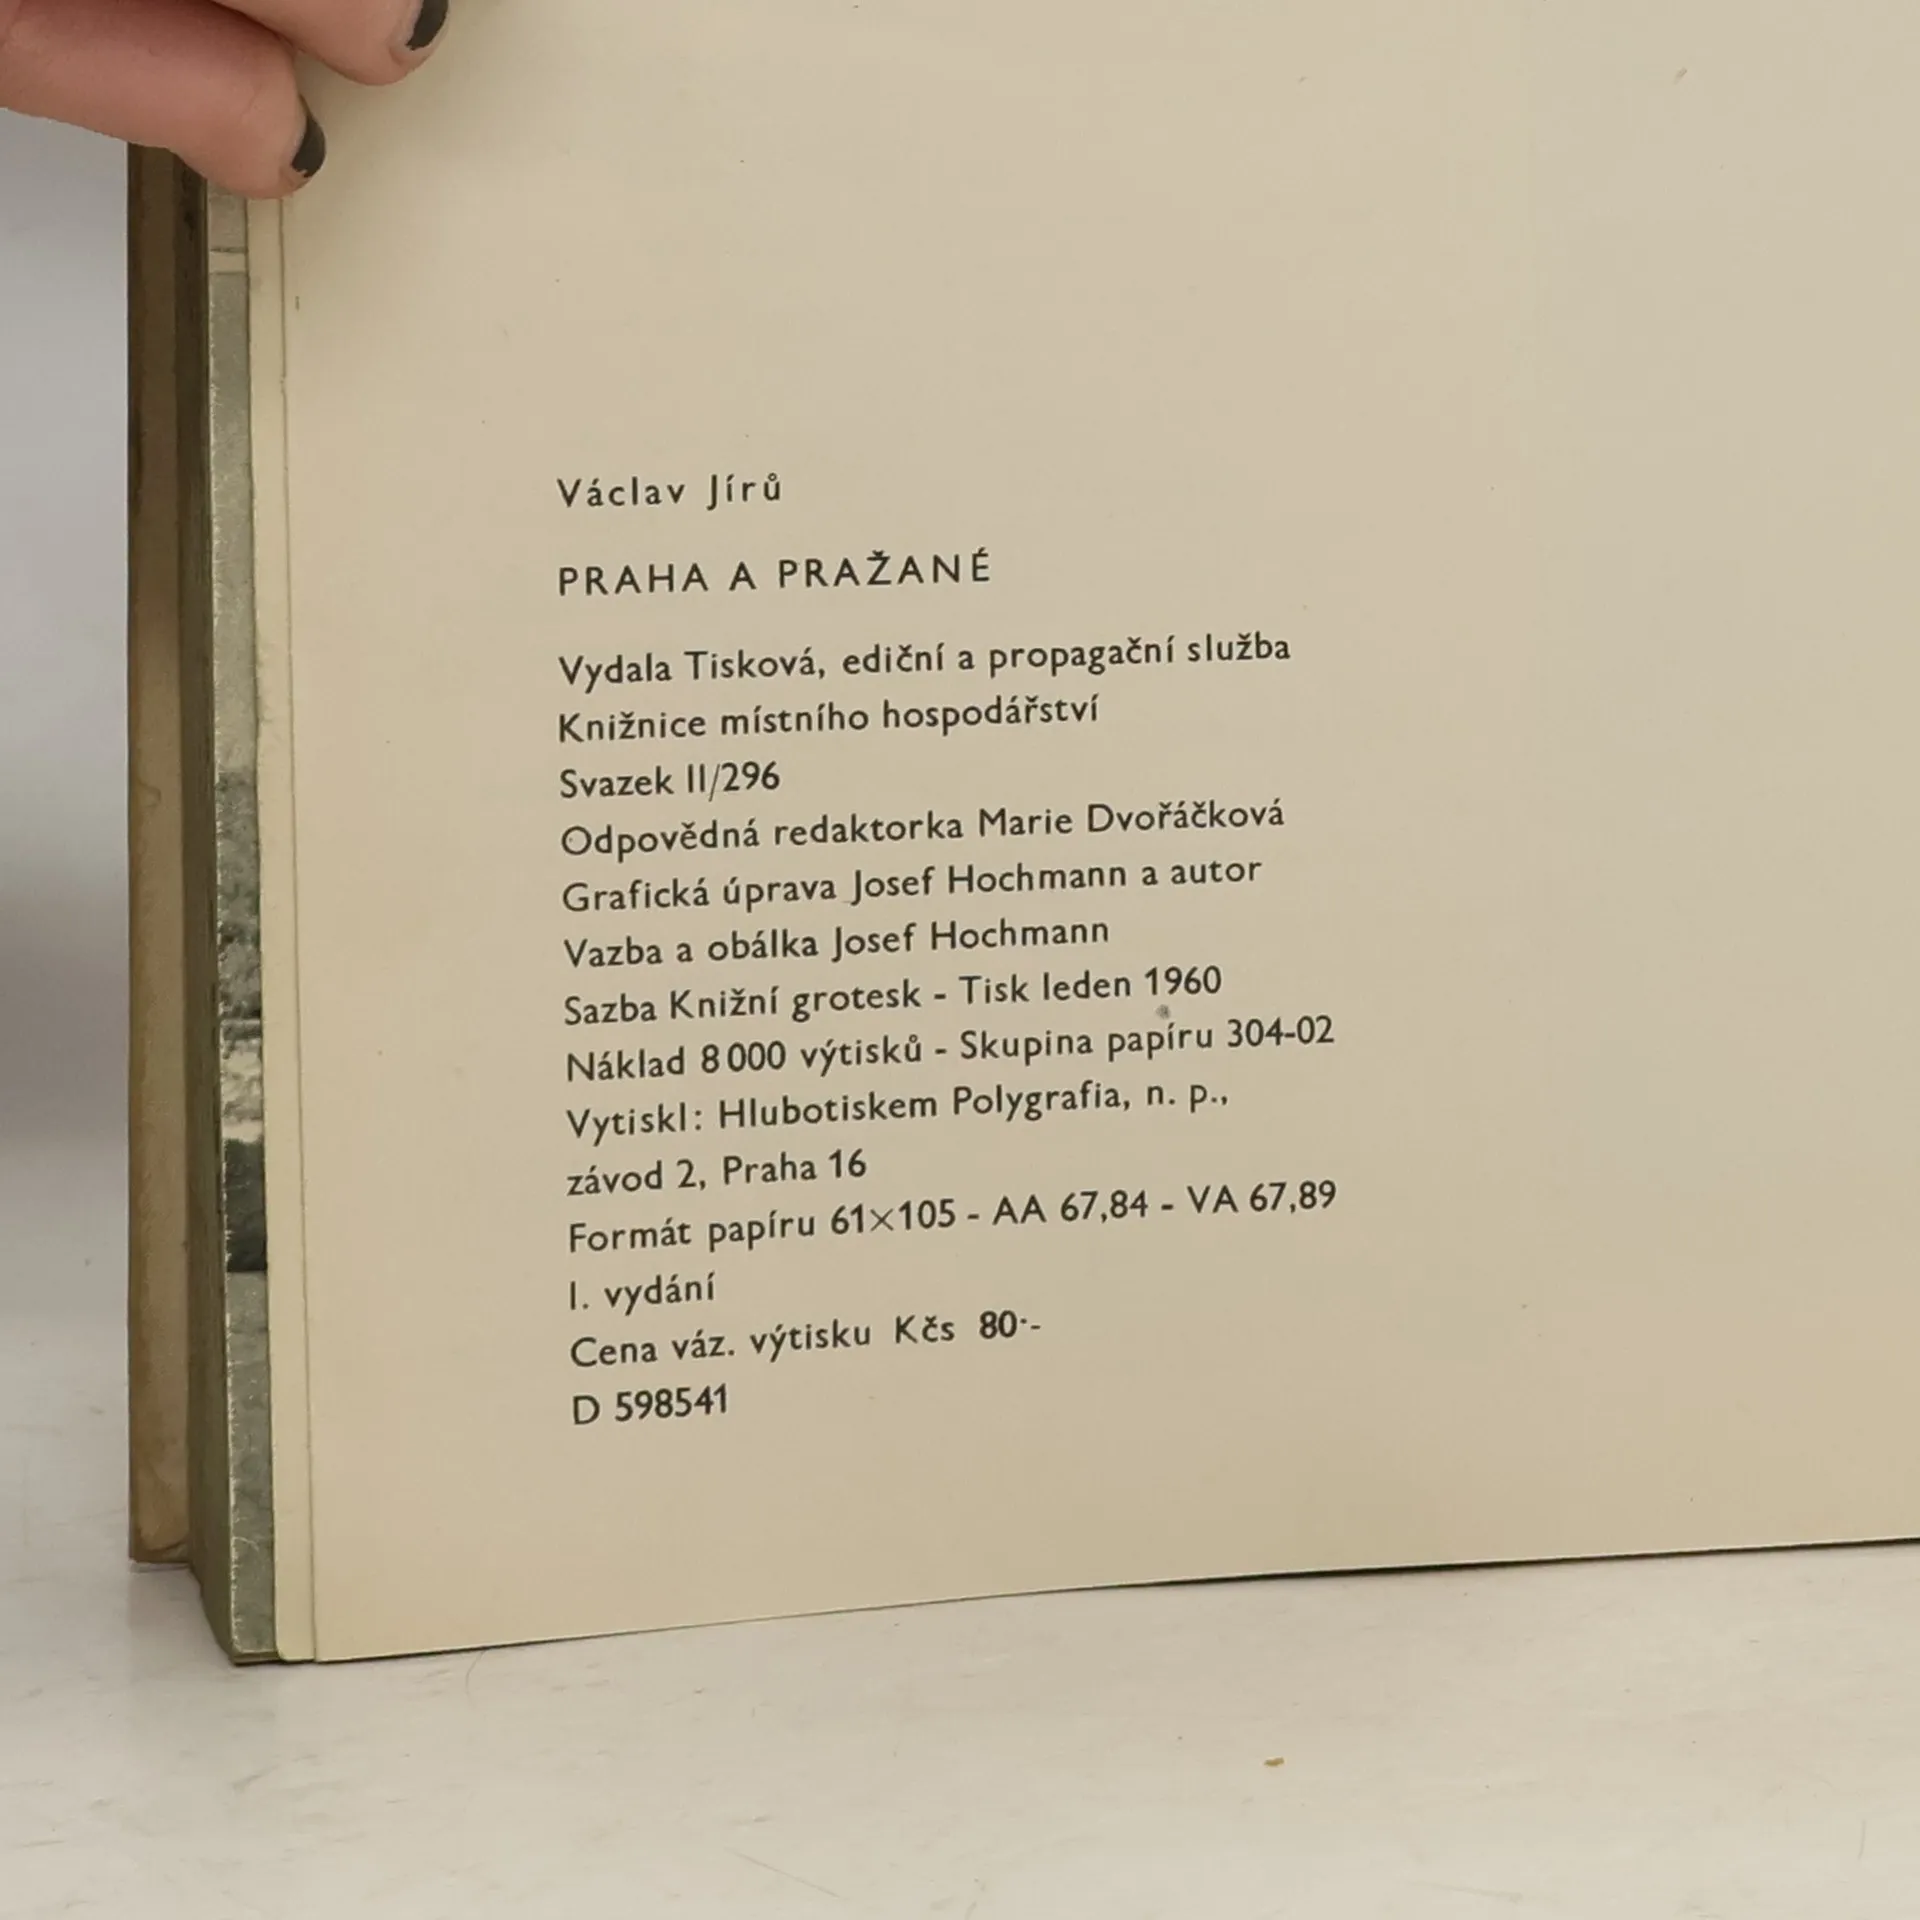 Václav Jírů
PRAHA A PRAŽANÉ
Vydala Tisková, ediční a propagační služba
Knižnice místního hospodářství
Svazek II/296
Odpovědná redaktorka Marie Dvořáčková
Grafická úprava Josef Hochmann a autor
Vazba a obálka Josef Hochmann
Sazba Knižní grotesk - Tisk leden 1960
Náklad 8 000 výtisků - Skupina papíru 304-02
Vytiskl: Hlubotiskem Polygrafia, n. p.,
závod 2, Praha 16
Formát papíru 61×105 - AA 67,84 - VA 67,89
I. vydání
Cena váz. výtisku Kčs 80·-
D 598541